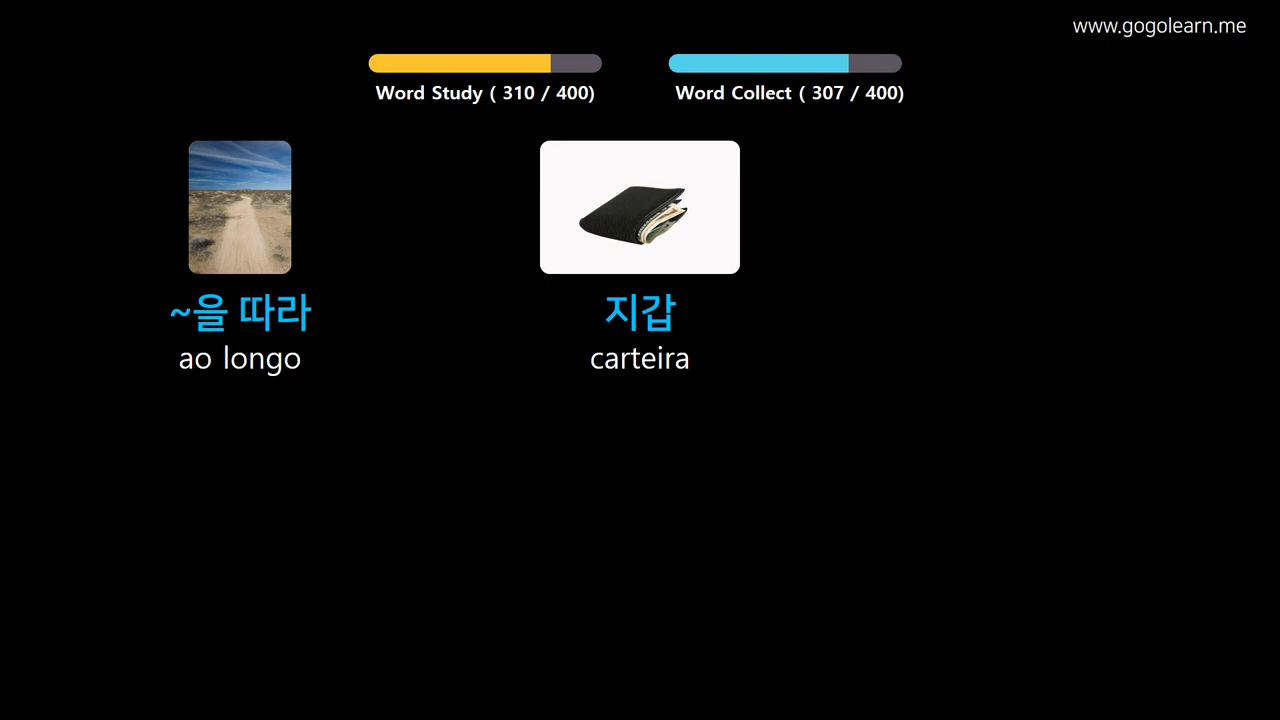 www.gogolearn.me
Word Study ( 310 / 400)
Word Collect ( 307 / 400)
~을 따라
ao longo
지갑
carteira